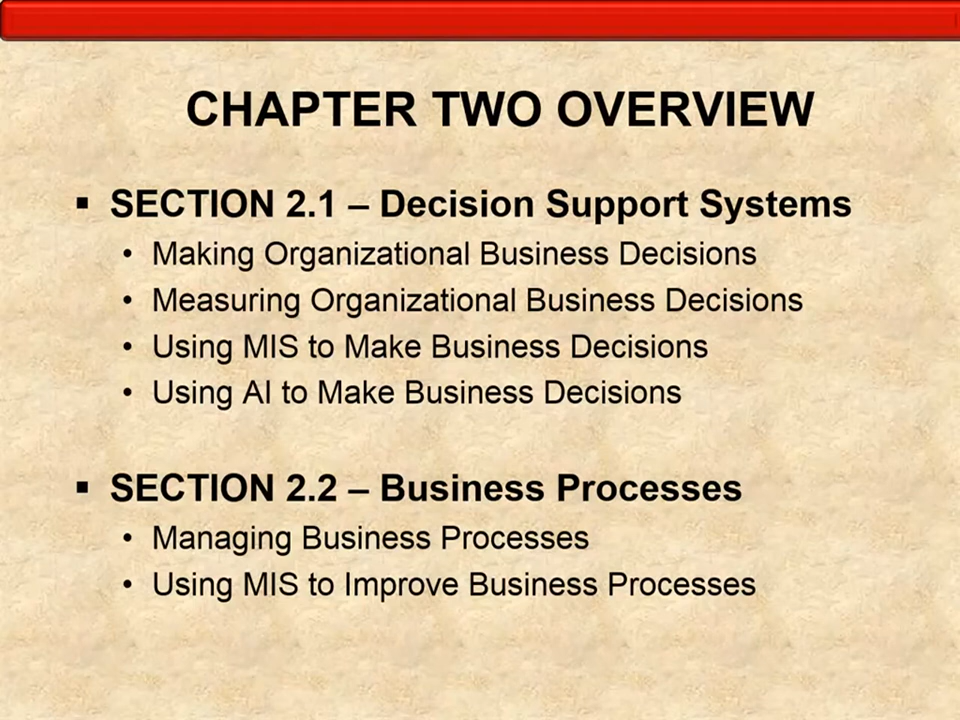 CHAPTER TWO OVERVIEW
▪ SECTION 2.1 – Decision Support Systems
• Making Organizational Business Decisions
• Measuring Organizational Business Decisions
• Using MIS to Make Business Decisions
• Using AI to Make Business Decisions
▪ SECTION 2.2 – Business Processes
• Managing Business Processes
• Using MIS to Improve Business Processes